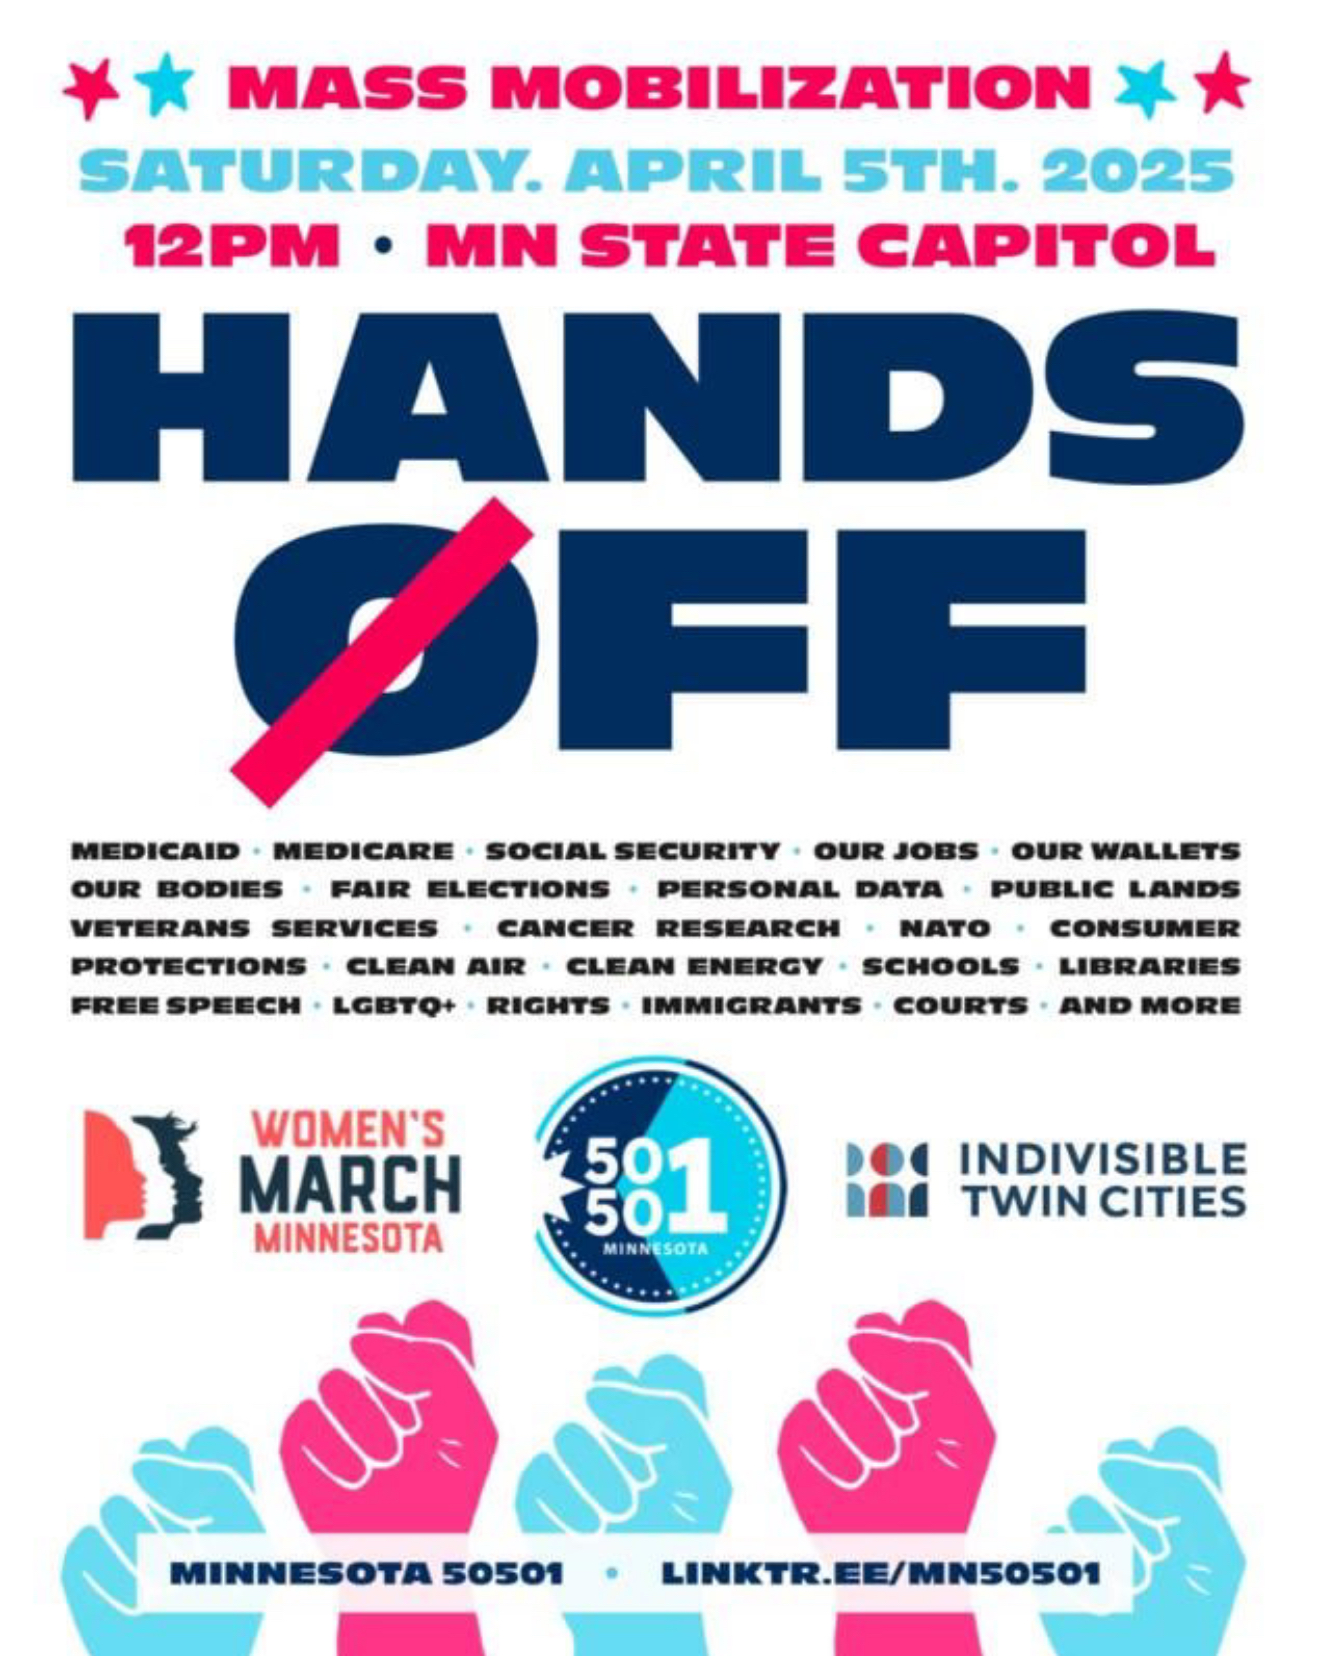 MASS MOBILIZATION
SATURDAY. APRIL 5TH. 2025
12PM • MN STATE CAPITOL
HANDS
OFF
MEDICAID • MEDICARE • SOCIAL SECURITY • OUR JOBS • OUR WALLETS
OUR BODIES • FAIR ELECTIONS • PERSONAL DATA • PUBLIC LANDS
VETERANS SERVICES • CANCER RESEARCH • NATO • CONSUMER
PROTECTIONS • CLEAN AIR • CLEAN ENERGY • SCHOOLS • LIBRARIES
FREE SPEECH • LGBTQ+ • RIGHTS • IMMIGRANTS • COURTS • AND MORE
WOMEN'S
MARCH
MINNESOTA
50
50
1
MINNESOTA
INDIVISIBLE
TWIN CITIES
MINNESOTA 50501 • LINKTR.EE/MN50501